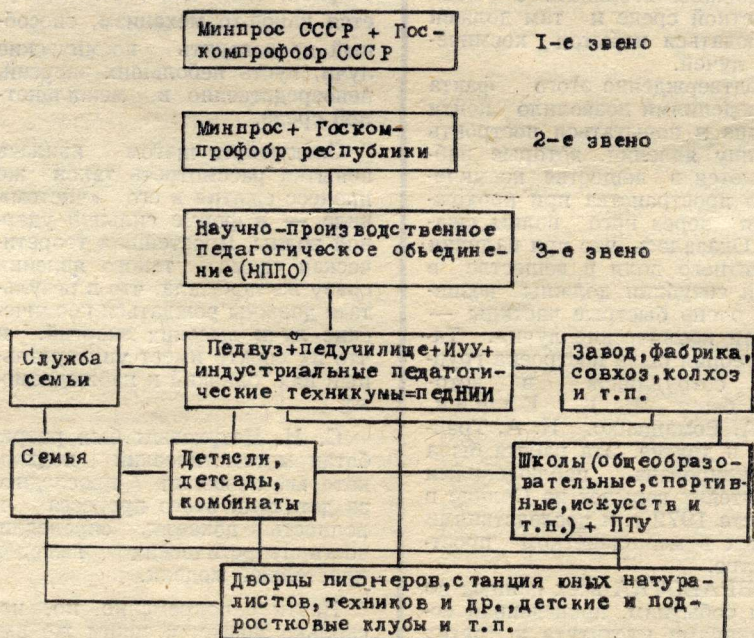 Минпрос СССР + Гос-
компрофобр СССР
I-е звено
Минпрос+ Госком-
профобр республики
2-е звено
Научно-производственное
педагогическое обьедине-
ние (НППО)
3-е звено
Служба
семьи
Педвуз+педучилище+ИУУ+
индустриальные педагоги-
ческие техникумы=педНИИ
Завод,фабрика,
совхоз,колхоз
и т.п.
Семья
Детясли,
детсады,
комбинаты
Школы(общеобразо-
вательные,спортив-
ные,искусств и
т.п.) + ПТУ
Дворцы пионеров,станция юных натура-
листов,техников и др.,детские и под-
ростковые клубы и т.п.